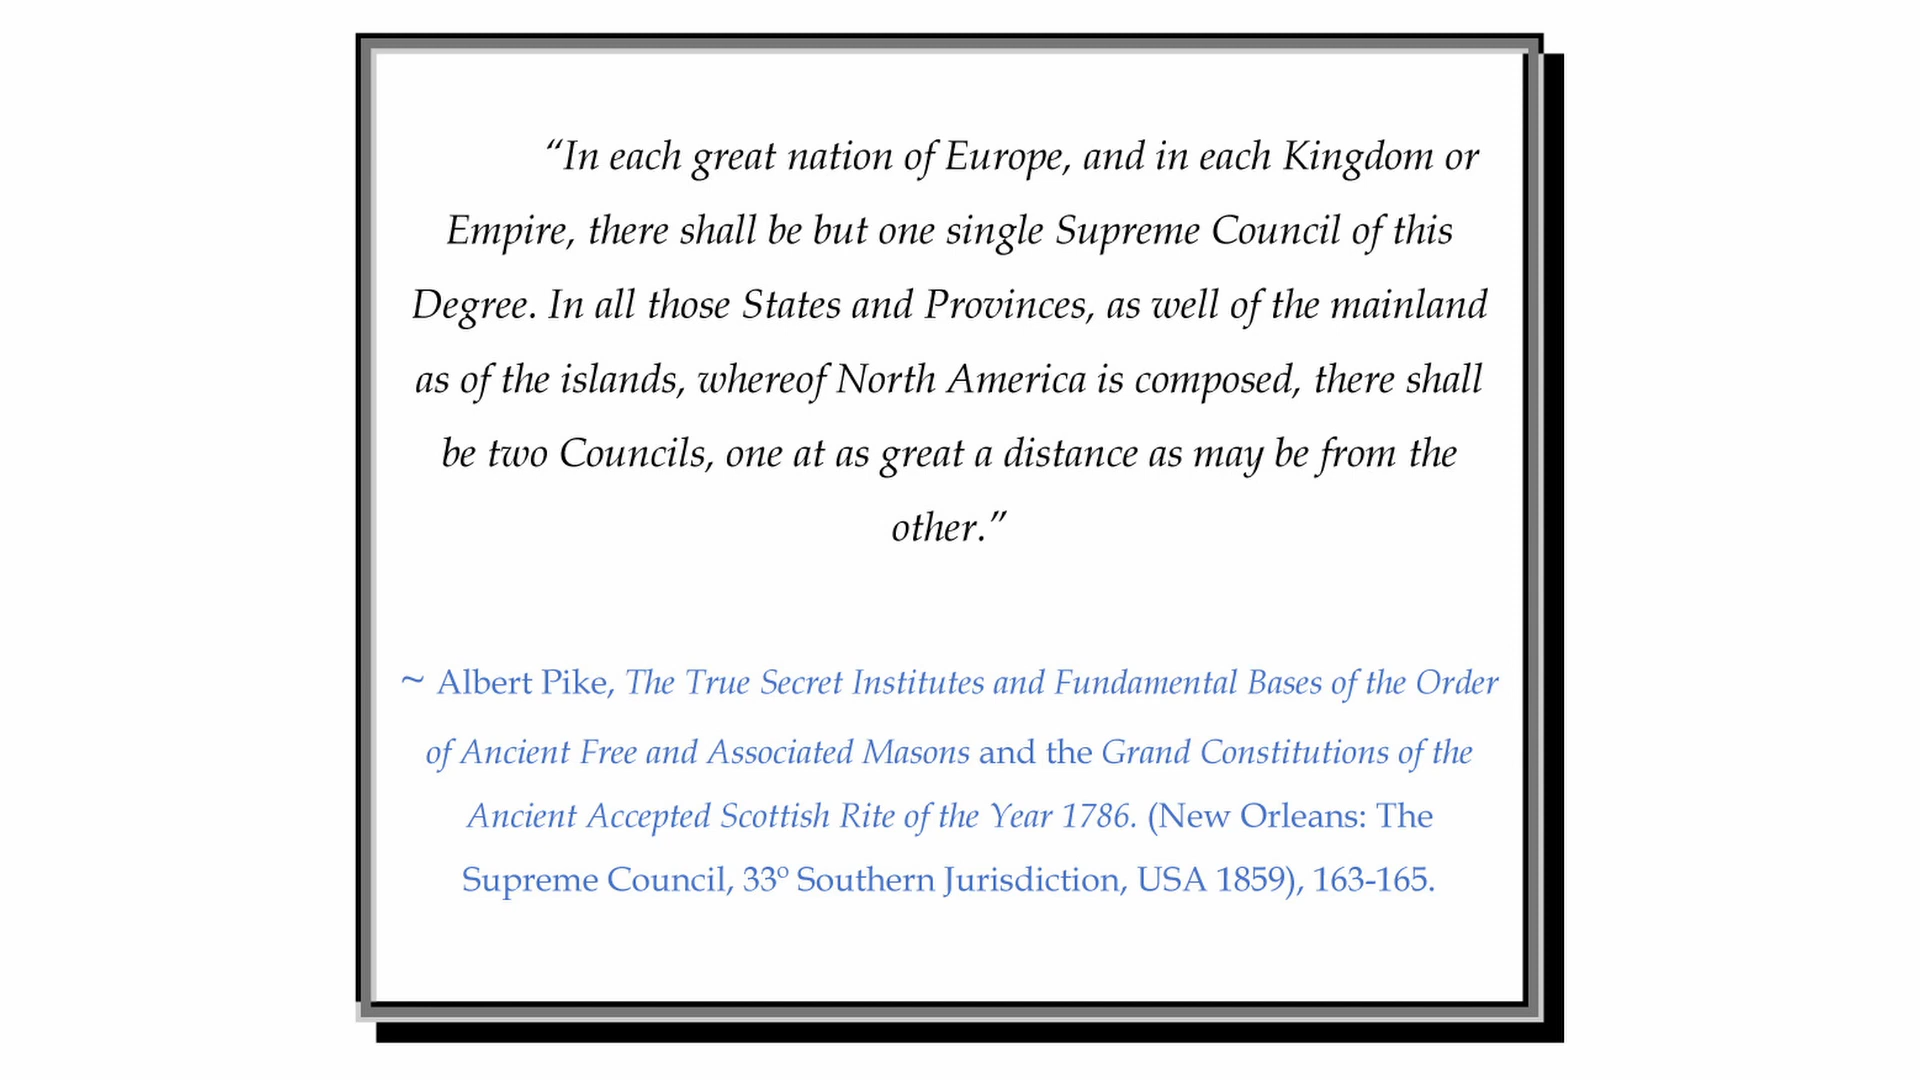 “In each great nation of Europe, and in each Kingdom or
Empire, there shall be but one single Supreme Council of this
Degree. In all those States and Provinces, as well of the mainland
as of the islands, whereof North America is composed, there shall
be two Councils, one at as great a distance as may be from the
other.”
~ Albert Pike, The True Secret Institutes and Fundamental Bases of the Order
of Ancient Free and Associated Masons and the Grand Constitutions of the
Ancient Accepted Scottish Rite of the Year 1786. (New Orleans: The
Supreme Council, 33º Southern Jurisdiction, USA 1859), 163-165.